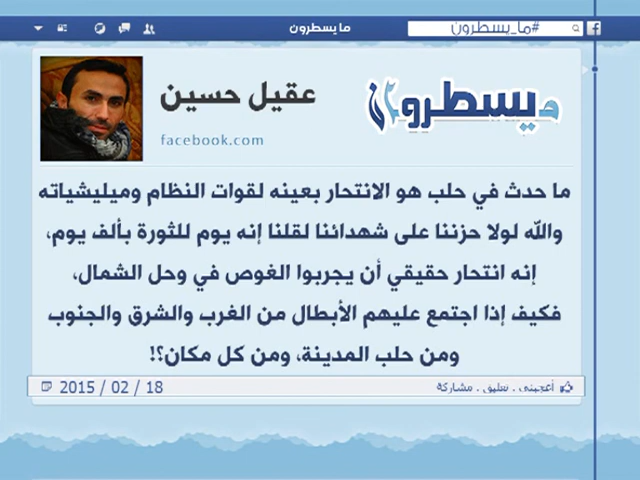 ما يسطرون
#ما_يسطرون
f
ما يسطرون
عقيل حسين
facebook.com
ما حدث في حلب هو الانتحار بعينه لقوات النظام وميليشياته
والله لولا حزننا على شهدائنا لقلنا إنه يوم للثورة بألف يوم،
إنه انتحار حقيقي أن يجربوا الغوص في وحل الشمال،
فكيف إذا اجتمع عليهم الأبطال من الغرب والشرق والجنوب
ومن حلب المدينة، ومن كل مكان؟!
أعجبني . تعليق . مشاركة
2015 / 02 / 18